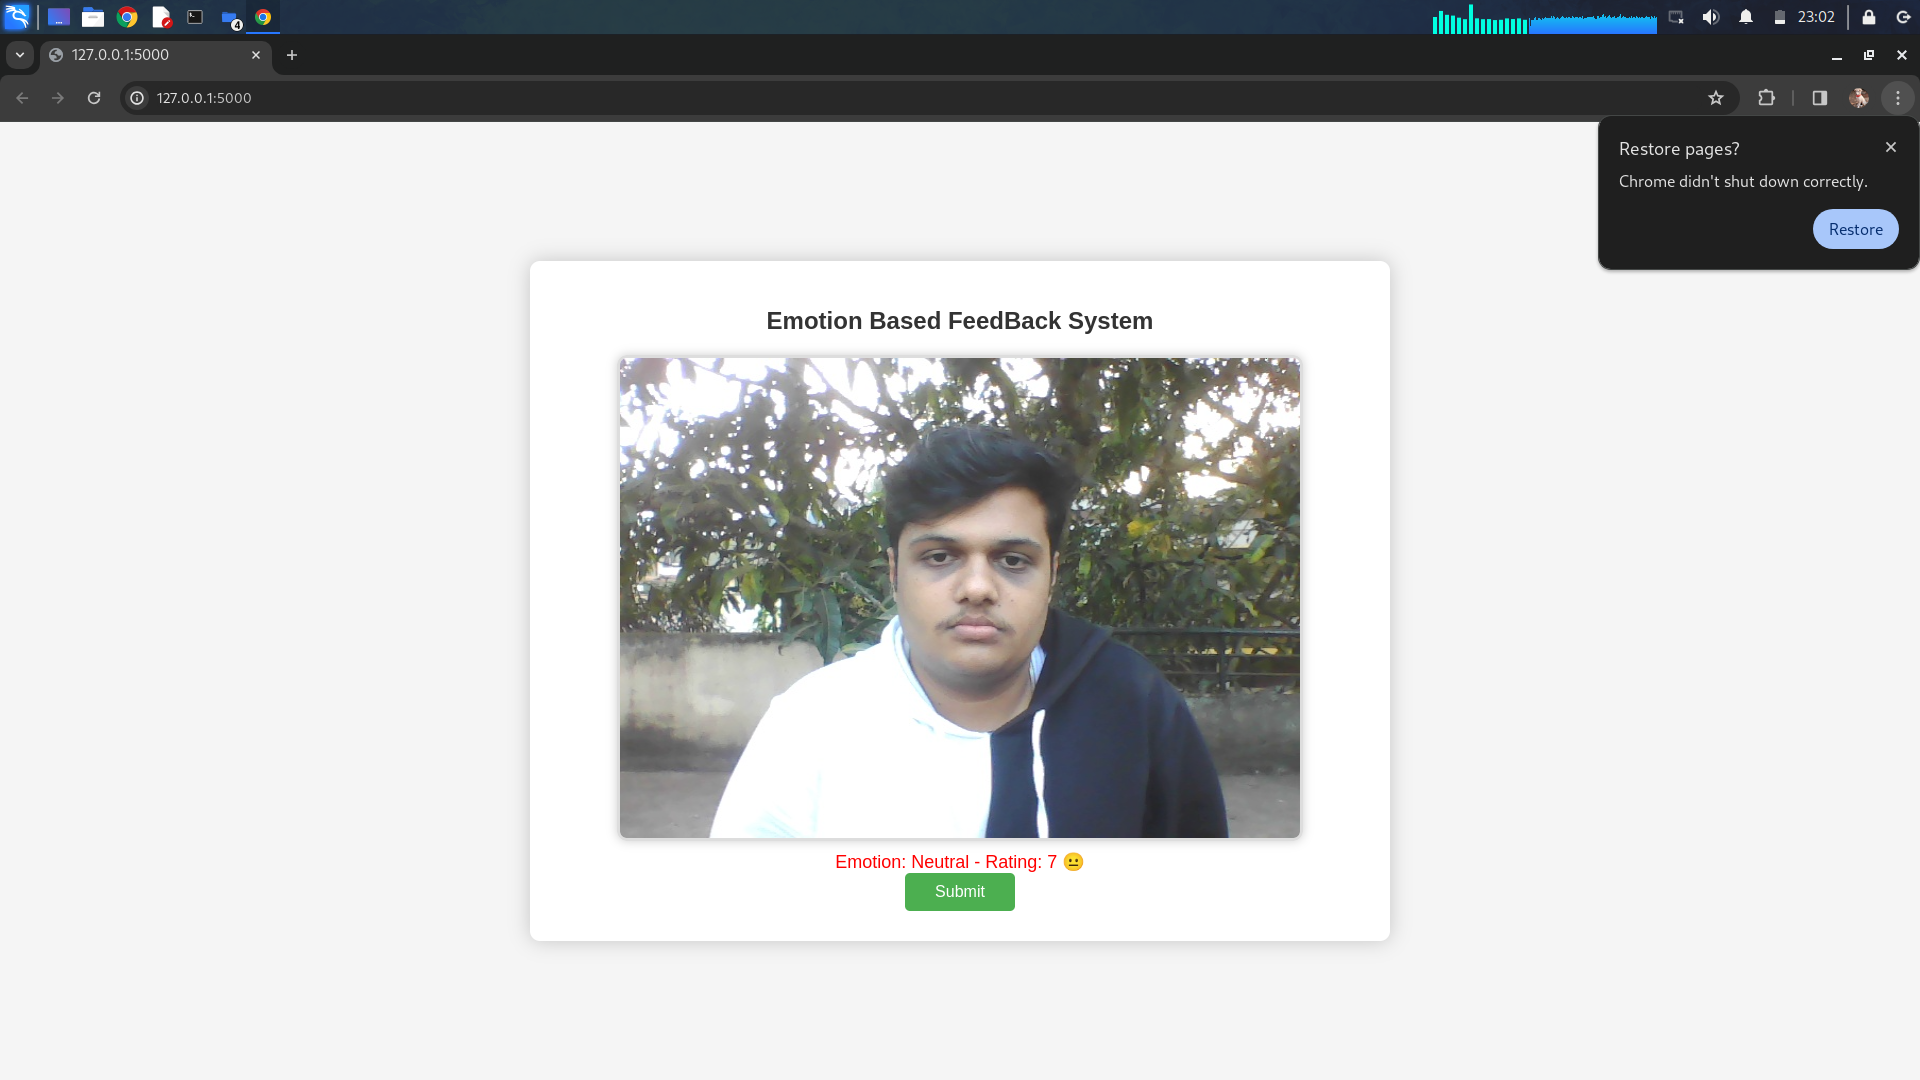 4
23:02
127.0.0.1:5000
127.0.0.1:5000
Restore pages?
Chrome didn't shut down correctly.
Restore
Emotion Based FeedBack System
Emotion: Neutral - Rating: 7 😐
Submit